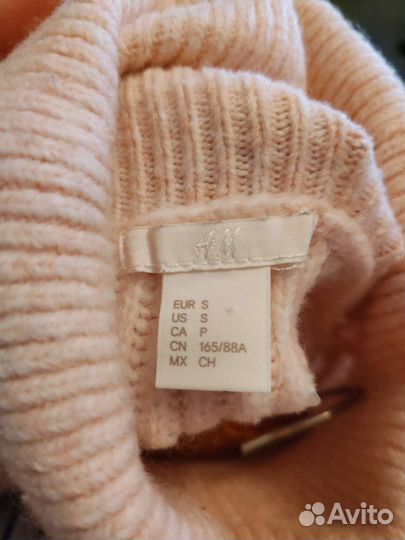 H&M
EUR S
US S
CA P
CN 165/88A
MX CH
Avito